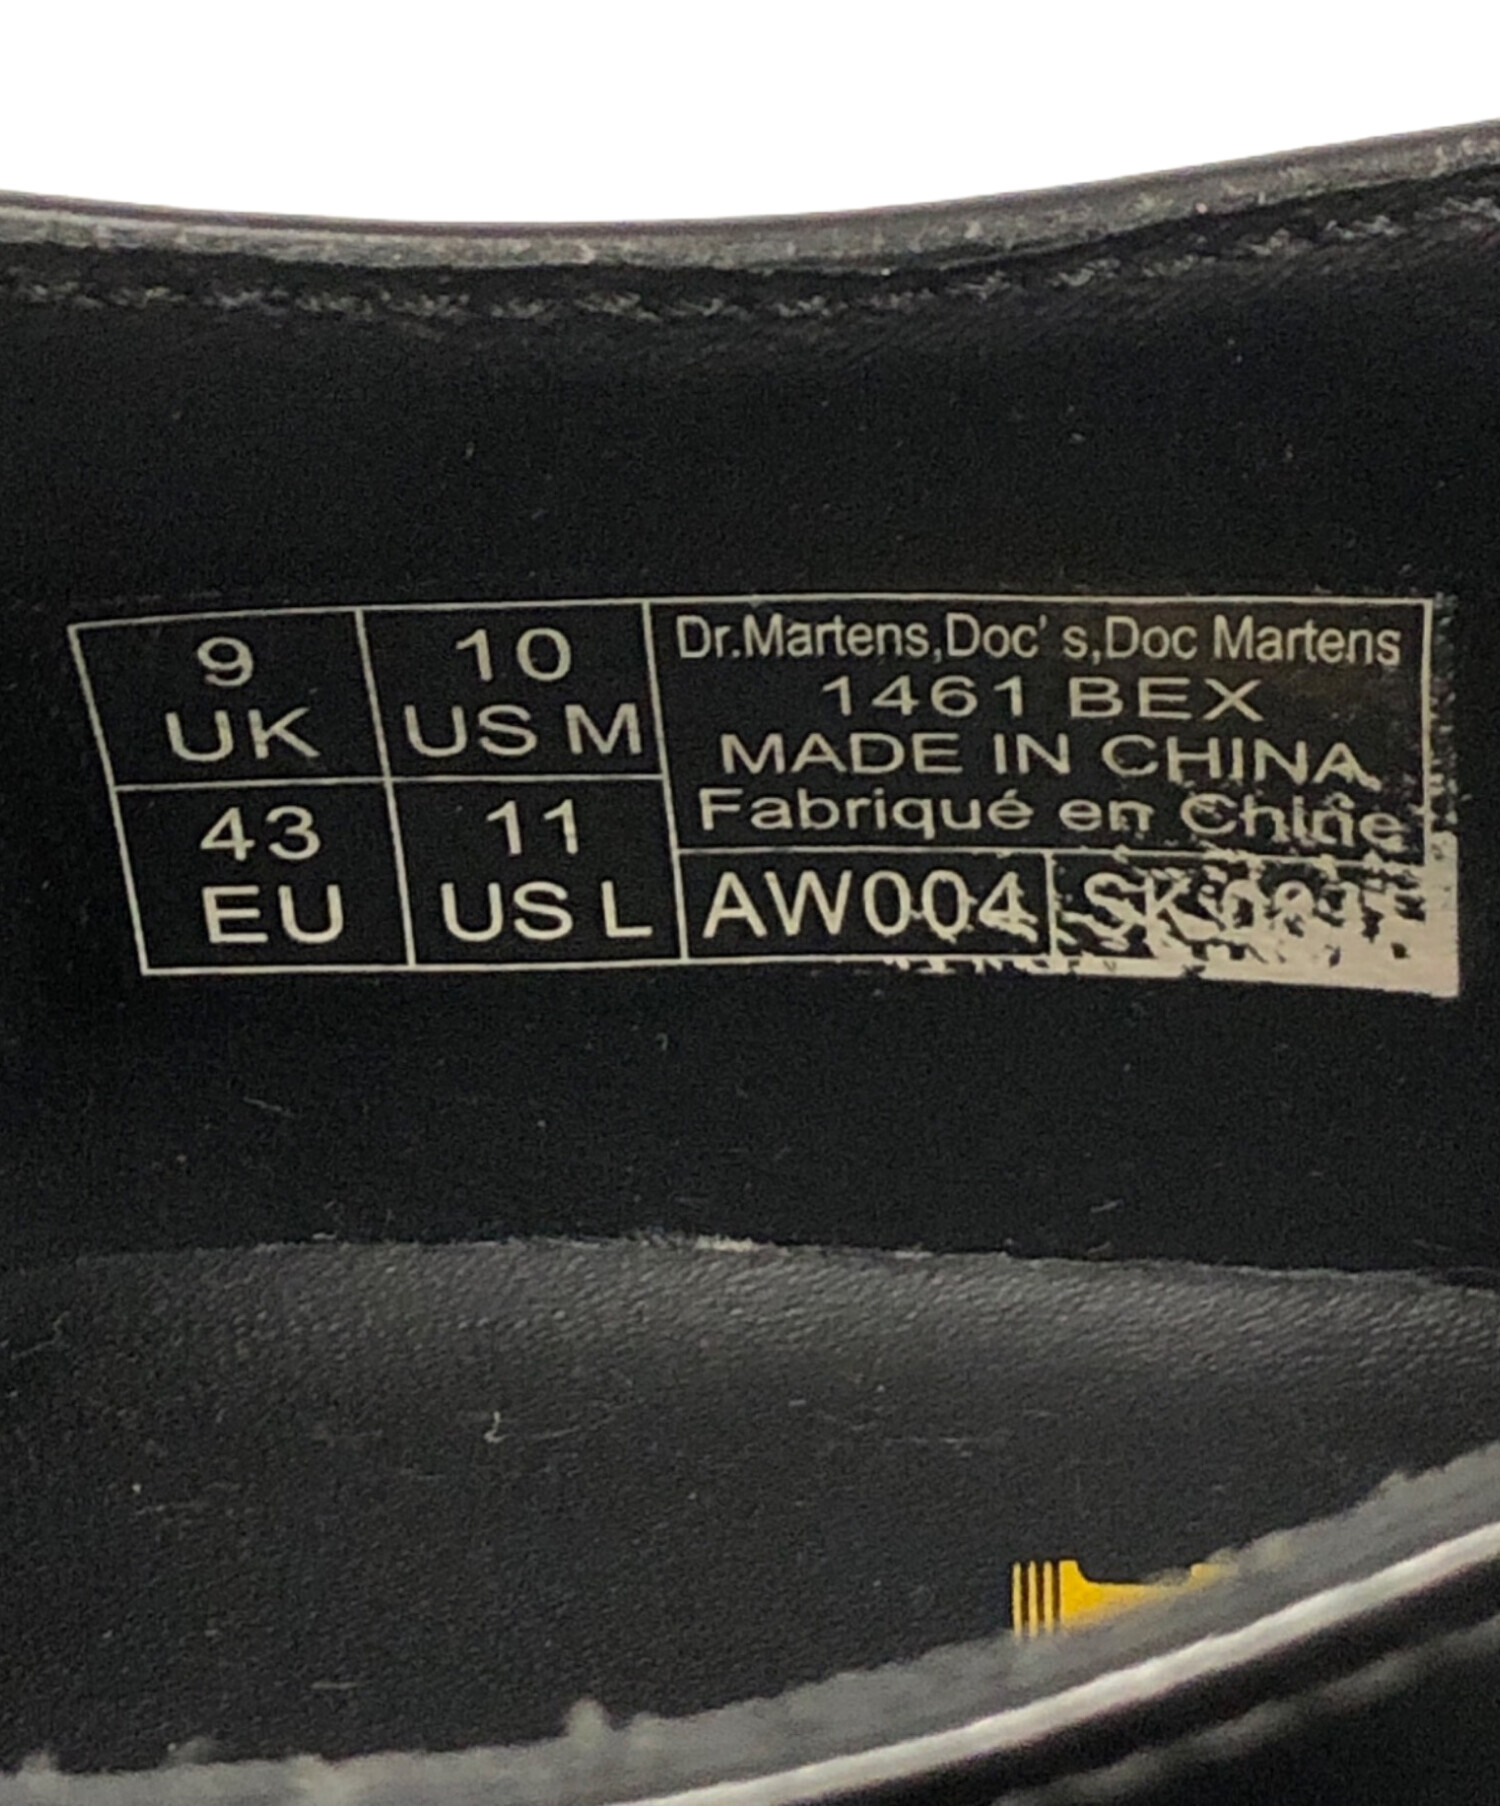 9
UK
10
US M
43
EU
11
US L
Dr.Martens,Doc's,Doc Martens
1461 BEX
MADE IN CHINA
Fabriqué en Chine
AW004